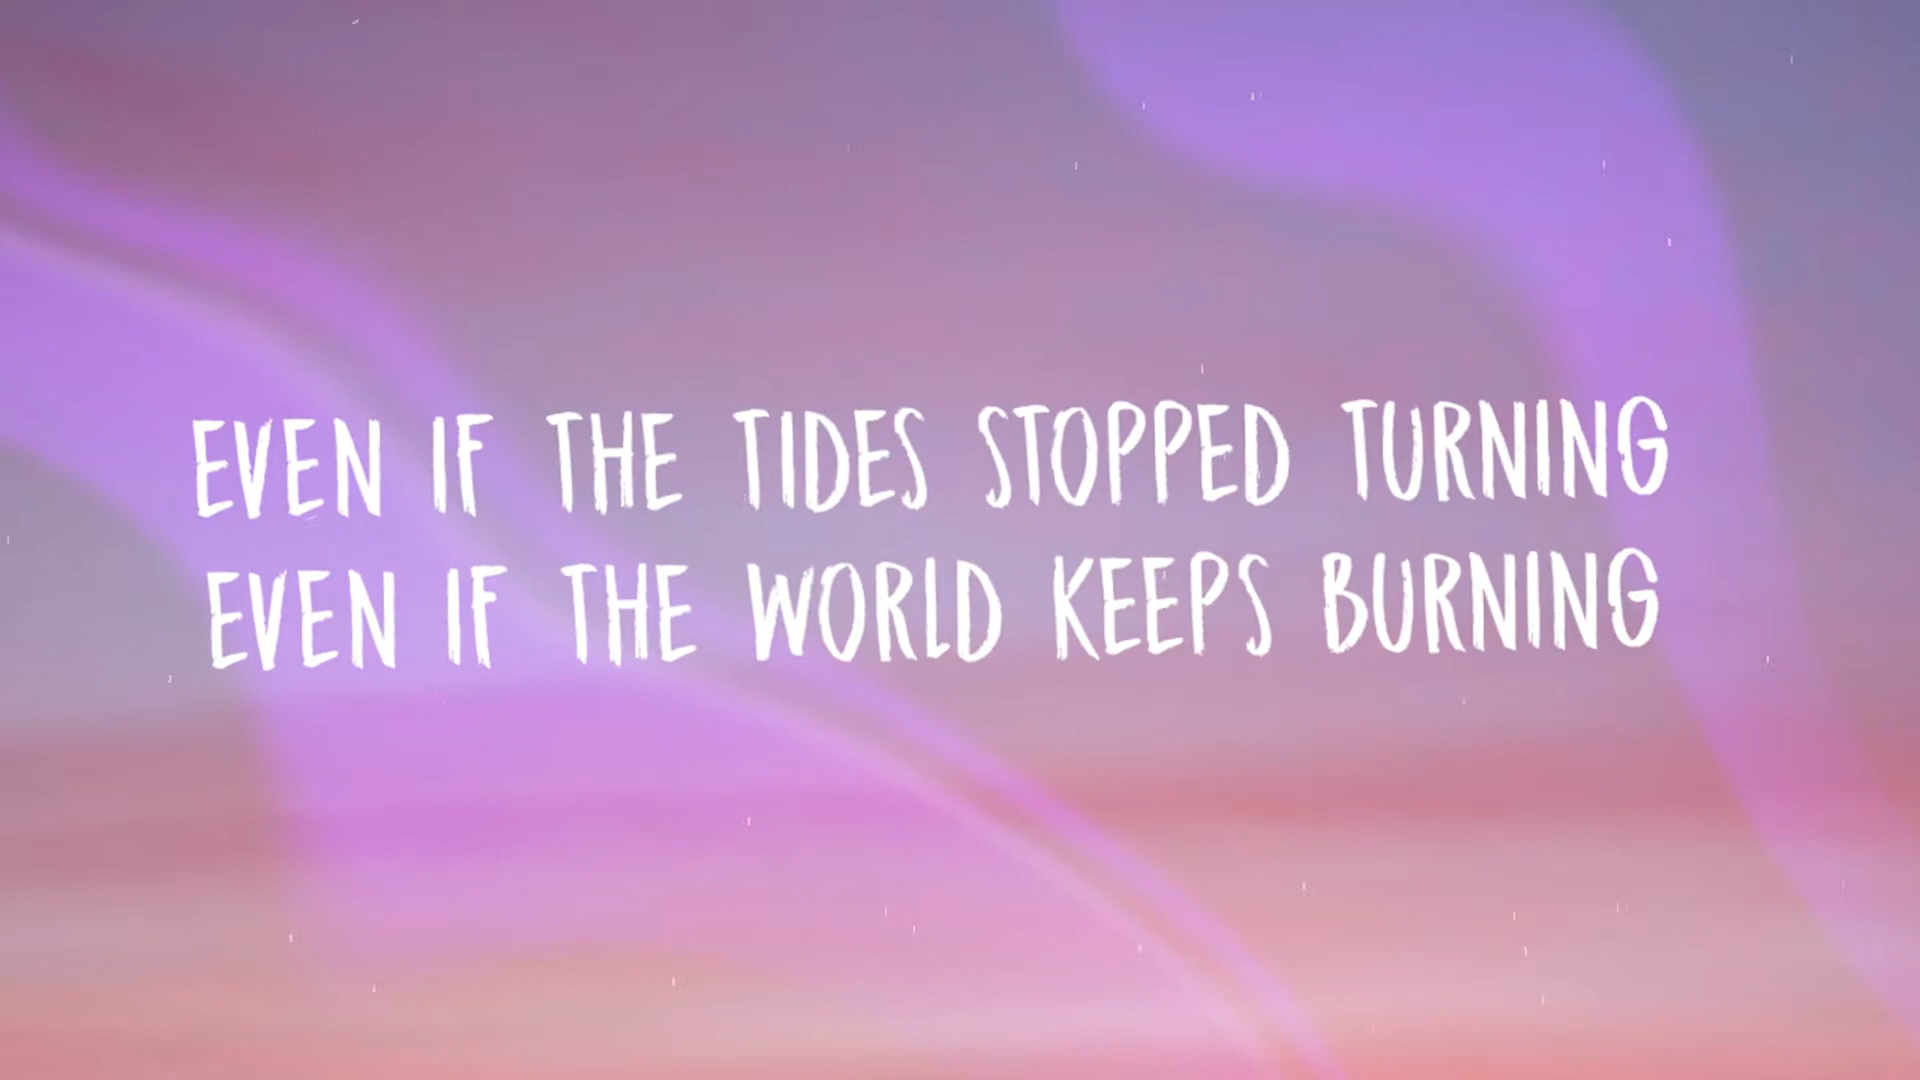 EVEN IF THE TIDES STOPPED TURNING
EVEN IF THE WORLD KEEPS BURNING